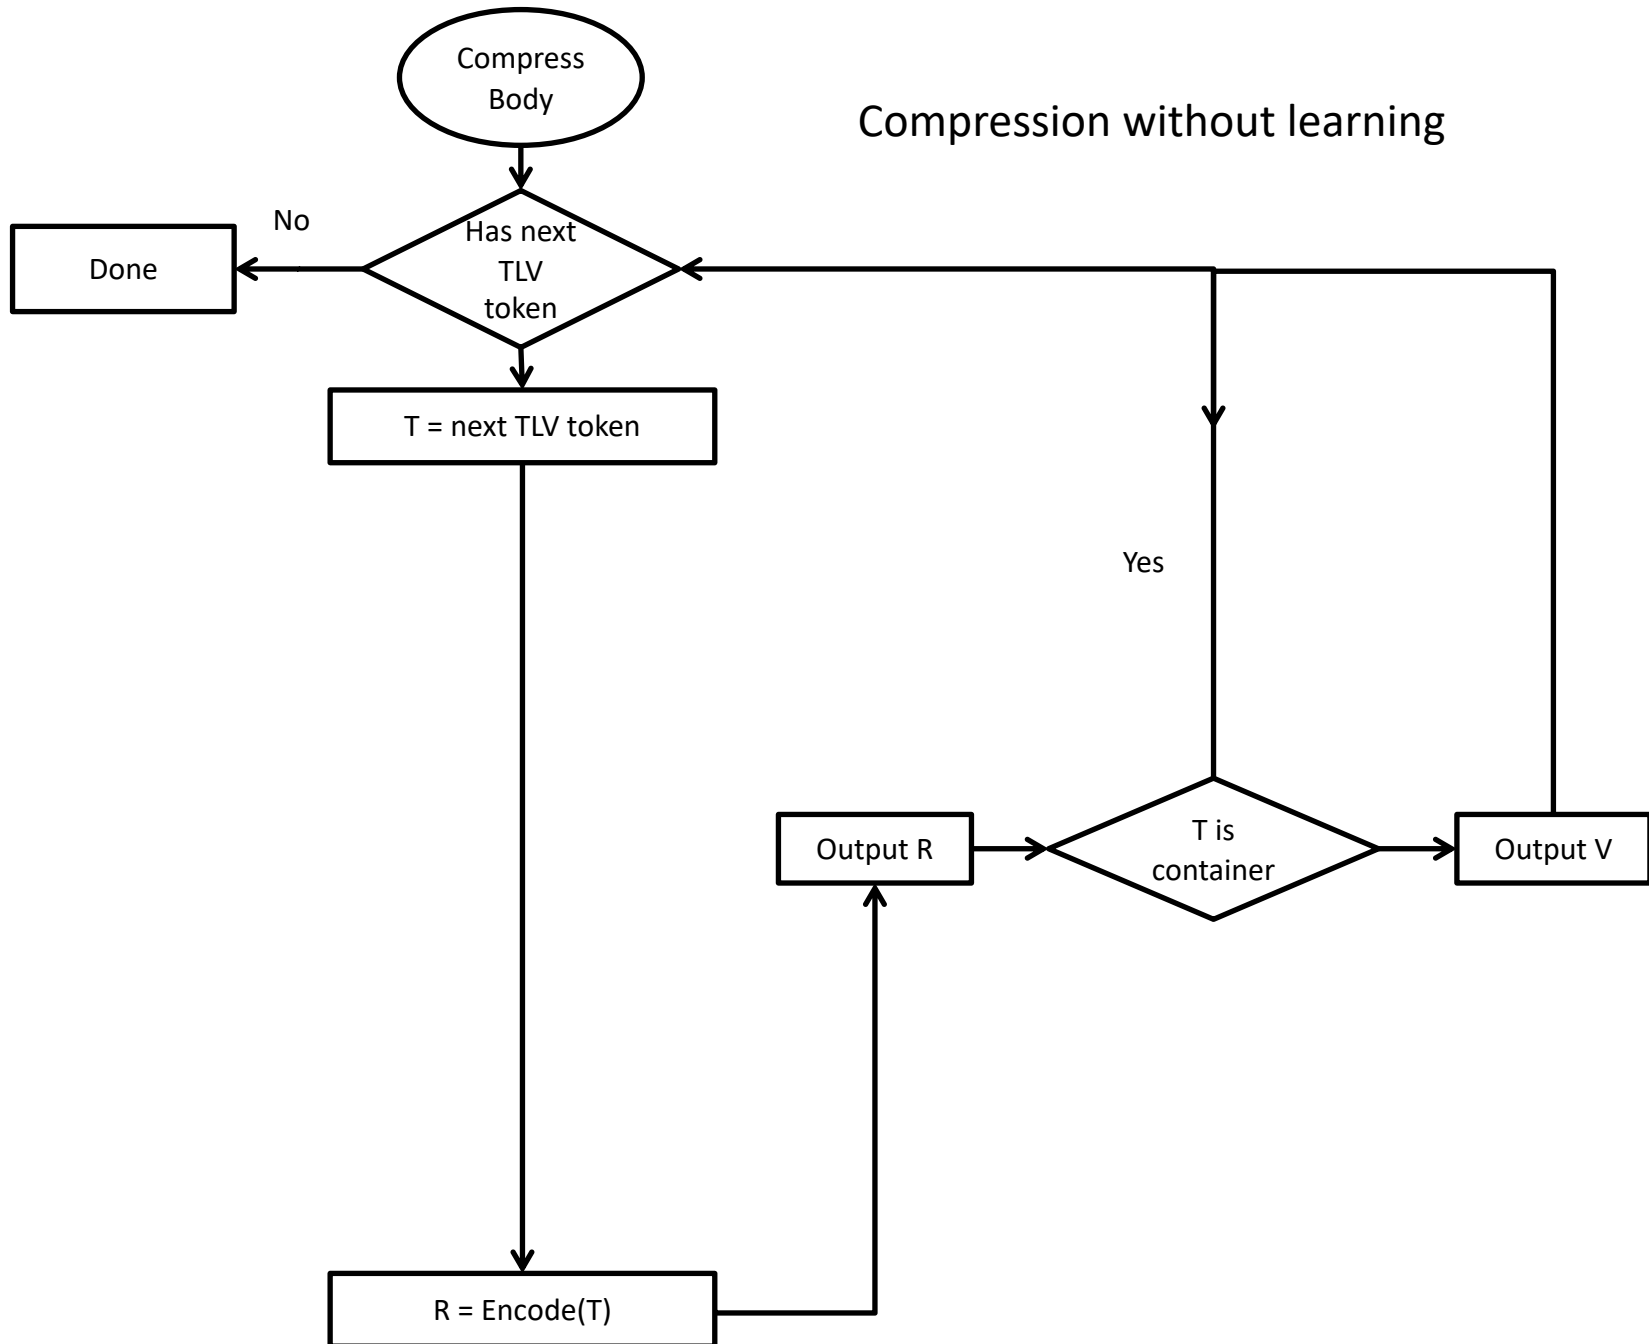 Compress
Body
Compression without learning
No
Has next
TLV
token
Done
T = next TLV token
Yes
Output R
T is
container
Output V
R = Encode(T)